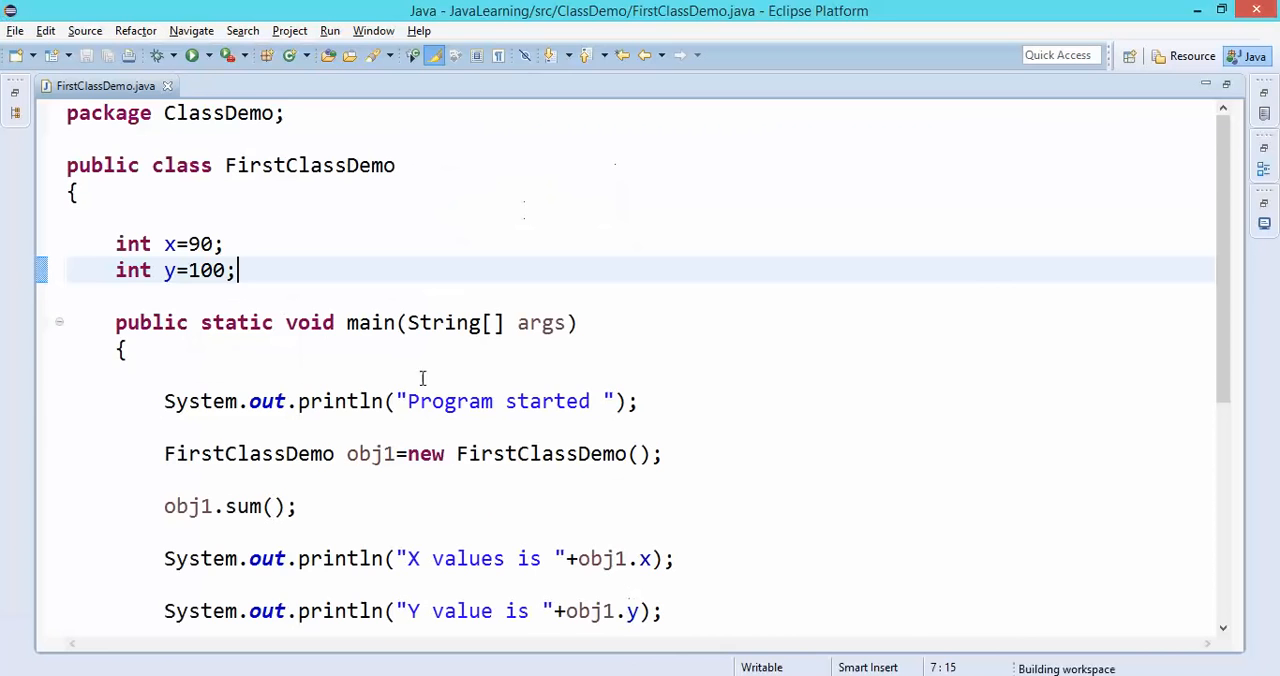 Java - JavaLearning/src/ClassDemo/FirstClassDemo.java - Eclipse Platform
File Edit Source Refactor Navigate Search Project Run Window Help
Quick Access Resource Java
FirstClassDemo.java
package ClassDemo;
public class FirstClassDemo
{
int x=90;
int y=100;
public static void main(String[] args)
{
System.out.println("Program started ");
FirstClassDemo obj1=new FirstClassDemo();
obj1.sum();
System.out.println("X values is "+obj1.x);
System.out.println("Y value is "+obj1.y);
Writable Smart Insert 7 : 15 Building workspace